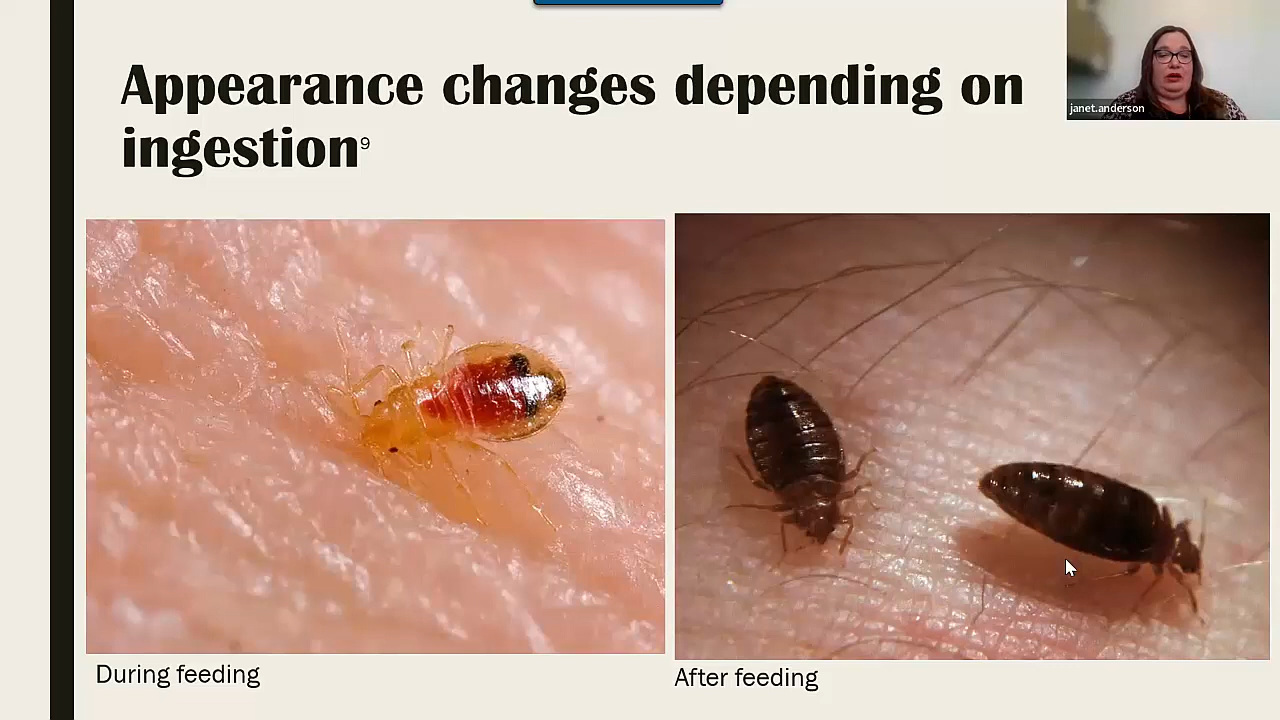 Appearance changes depending on
ingestion⁹
janet.anderson
During feeding
After feeding